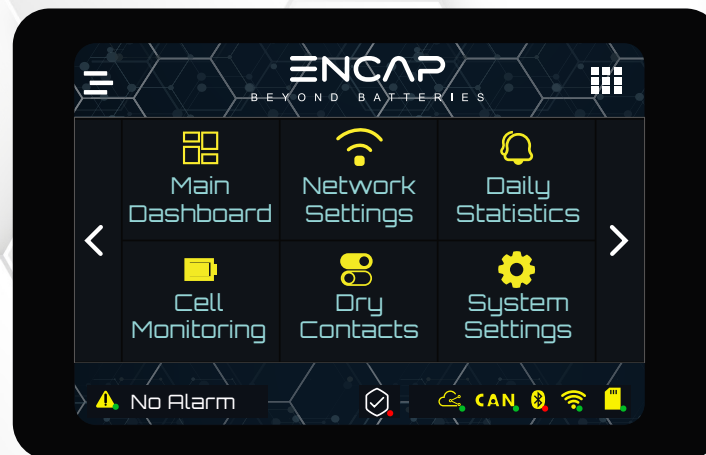 ENCAP
BEYOND BATTERIES
Main
Dashboard
Network
Settings
Daily
Statistics
Cell
Monitoring
Dry
Contacts
System
Settings
No Alarm
CAN